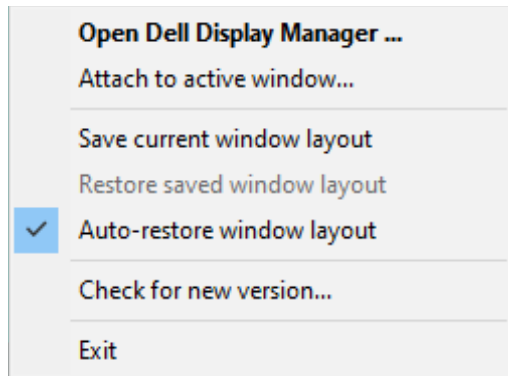 Open Dell Display Manager ...
Attach to active window...
Save current window layout
Restore saved window layout
Auto-restore window layout
Check for new version...
Exit